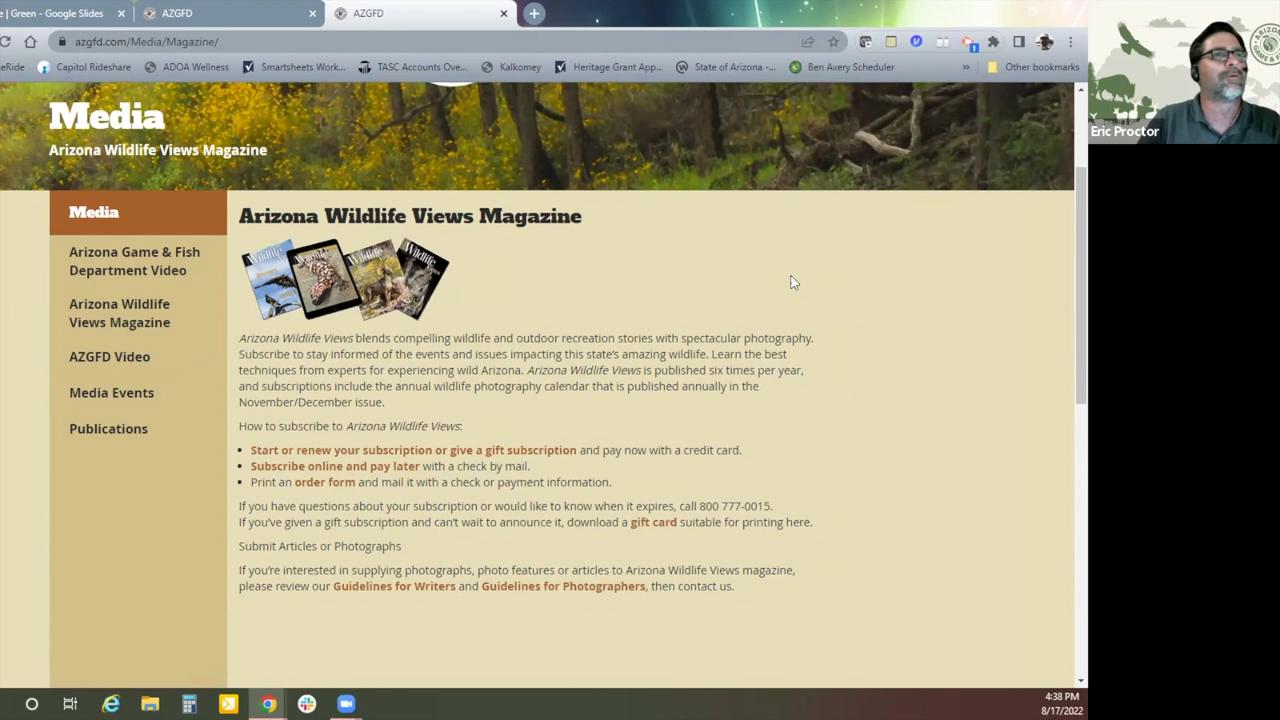 e | Green - Google Slides
AZGFD
AZGFD
azgfd.com/Media/Magazine/
eRide
Capitol Rideshare
ADOA Wellness
Smartsheets Work...
TASC Accounts Ove...
Kalkomey
Heritage Grant App...
State of Arizona -...
Ben Avery Scheduler
»
Other bookmarks
Media
Arizona Wildlife Views Magazine
Eric Proctor
Media
Arizona Game & Fish
Department Video
Arizona Wildlife
Views Magazine
AZGFD Video
Media Events
Publications
Arizona Wildlife Views Magazine
Wildlife
Wildlife
Wildlife
Wildlife
Arizona Wildlife Views blends compelling wildlife and outdoor recreation stories with spectacular photography.
Subscribe to stay informed of the events and issues impacting this state's amazing wildlife. Learn the best
techniques from experts for experiencing wild Arizona. Arizona Wildlife Views is published six times per year,
and subscriptions include the annual wildlife photography calendar that is published annually in the
November/December issue.
How to subscribe to Arizona Wildlife Views:
• Start or renew your subscription or give a gift subscription and pay now with a credit card.
• Subscribe online and pay later with a check by mail.
• Print an order form and mail it with a check or payment information.
If you have questions about your subscription or would like to know when it expires, call 800 777-0015.
If you've given a gift subscription and can't wait to announce it, download a gift card suitable for printing here.
Submit Articles or Photographs
If you're interested in supplying photographs, photo features or articles to Arizona Wildlife Views magazine,
please review our Guidelines for Writers and Guidelines for Photographers, then contact us.
4:38 PM
8/17/2022